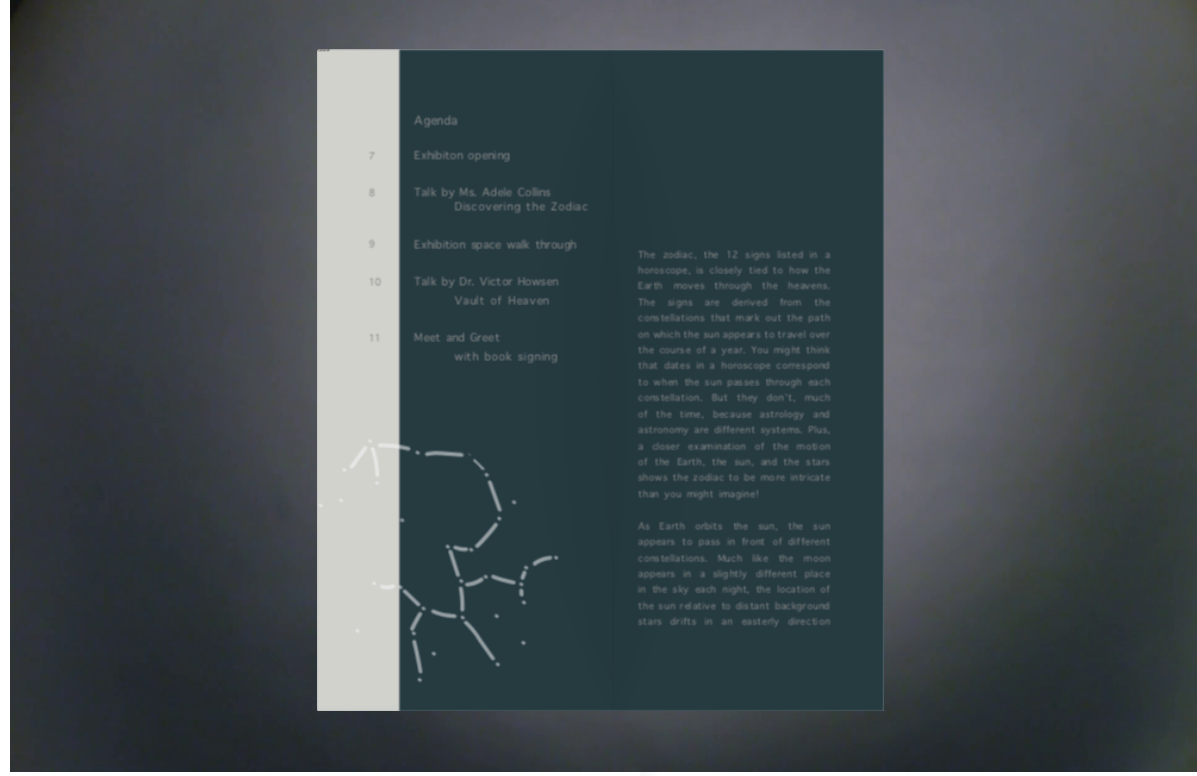 Agenda
7 Exhibiton opening
8 Talk by Ms. Adele Collins
Discovering the Zodiac
9 Exhibition space walk through
10 Talk by Dr. Victor Howsen
Vault of Heaven
11 Meet and Greet
with book signing
The zodiac, the 12 signs listed in a
horoscope, is closely tied to how the
Earth moves through the heavens.
The signs are derived from the
constellations that mark out the path
on which the sun appears to travel over
the course of a year. You might think
that dates in a horoscope correspond
to when the sun passes through each
constellation. But they don't, much
of the time, because astrology and
astronomy are different systems. Plus,
a closer examination of the motion
of the Earth, the sun, and the stars
shows the zodiac to be more intricate
than you might imagine!
As Earth orbits the sun, the sun
appears to pass in front of different
constellations. Much like the moon
appears in a slightly different place
in the sky each night, the location of
the sun relative to distant background
stars drifts in an easterly direction